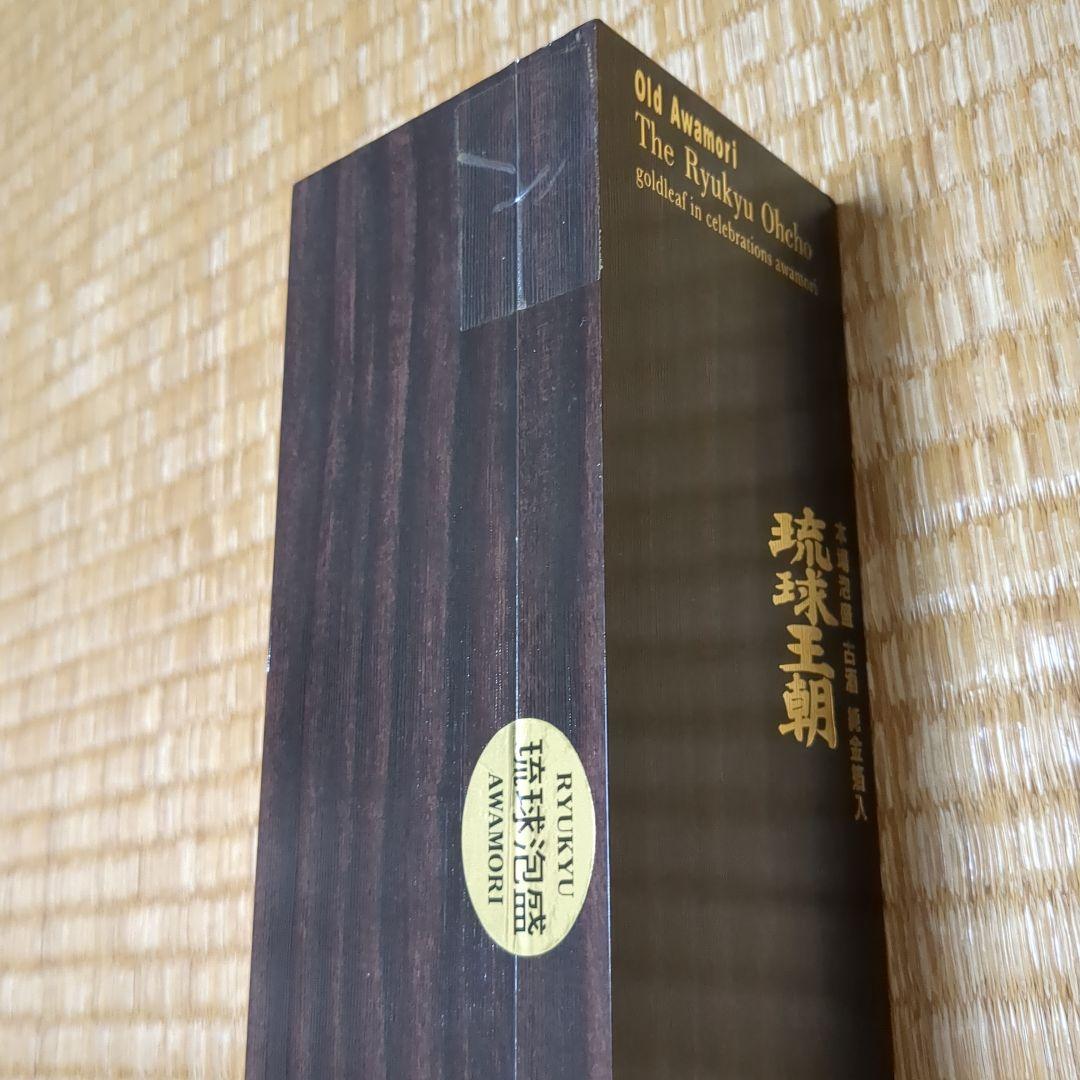 Old Awamori
The Ryukyu Ohcho
goldleaf in celebrations awamori
本場泡盛 古酒 純金箔入
琉球王朝
RYUKYU
琉球泡盛
AWAMORI